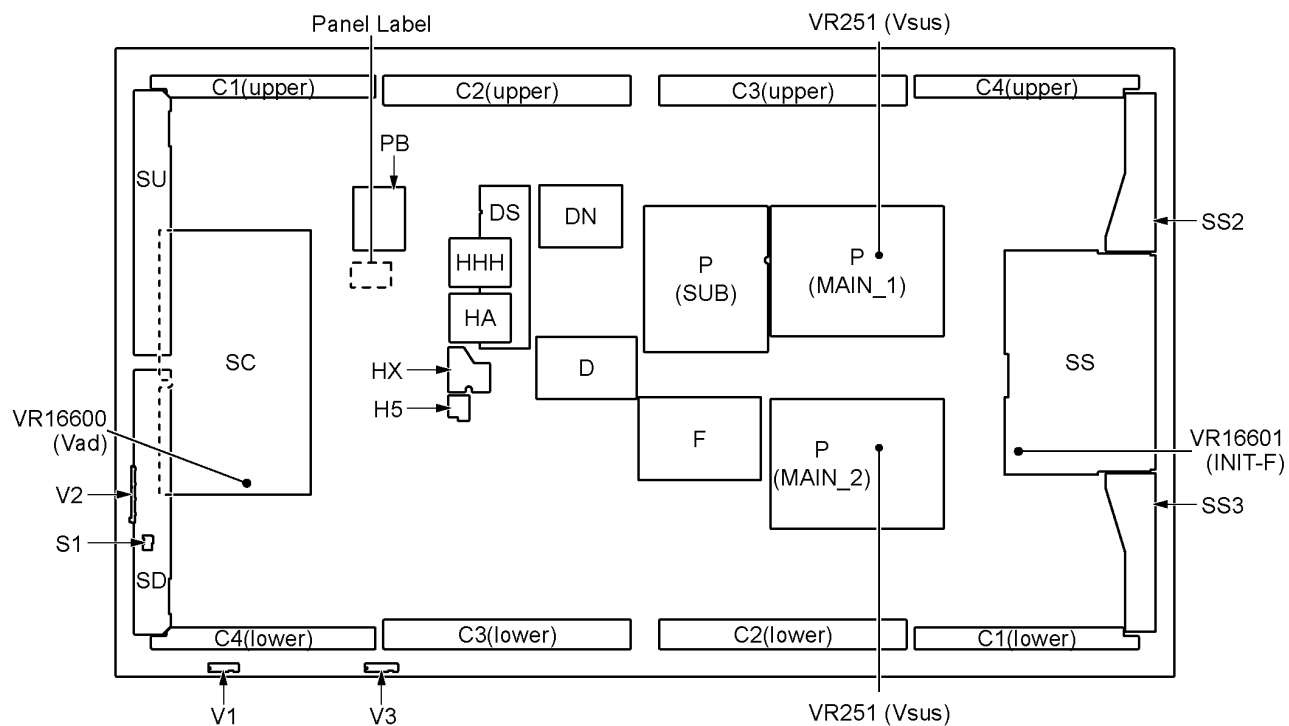 Panel Label
VR251 (Vsus)
C1(upper)
C2(upper)
C3(upper)
C4(upper)
PB
SU
DS
DN
SS2
HHH
P
(SUB)
P
(MAIN_1)
HA
SC
HX
D
SS
H5
VR16600
(Vad)
F
P
(MAIN_2)
VR16601
(INIT-F)
V2
SS3
S1
SD
C4(lower)
C3(lower)
C2(lower)
C1(lower)
V1
V3
VR251 (Vsus)